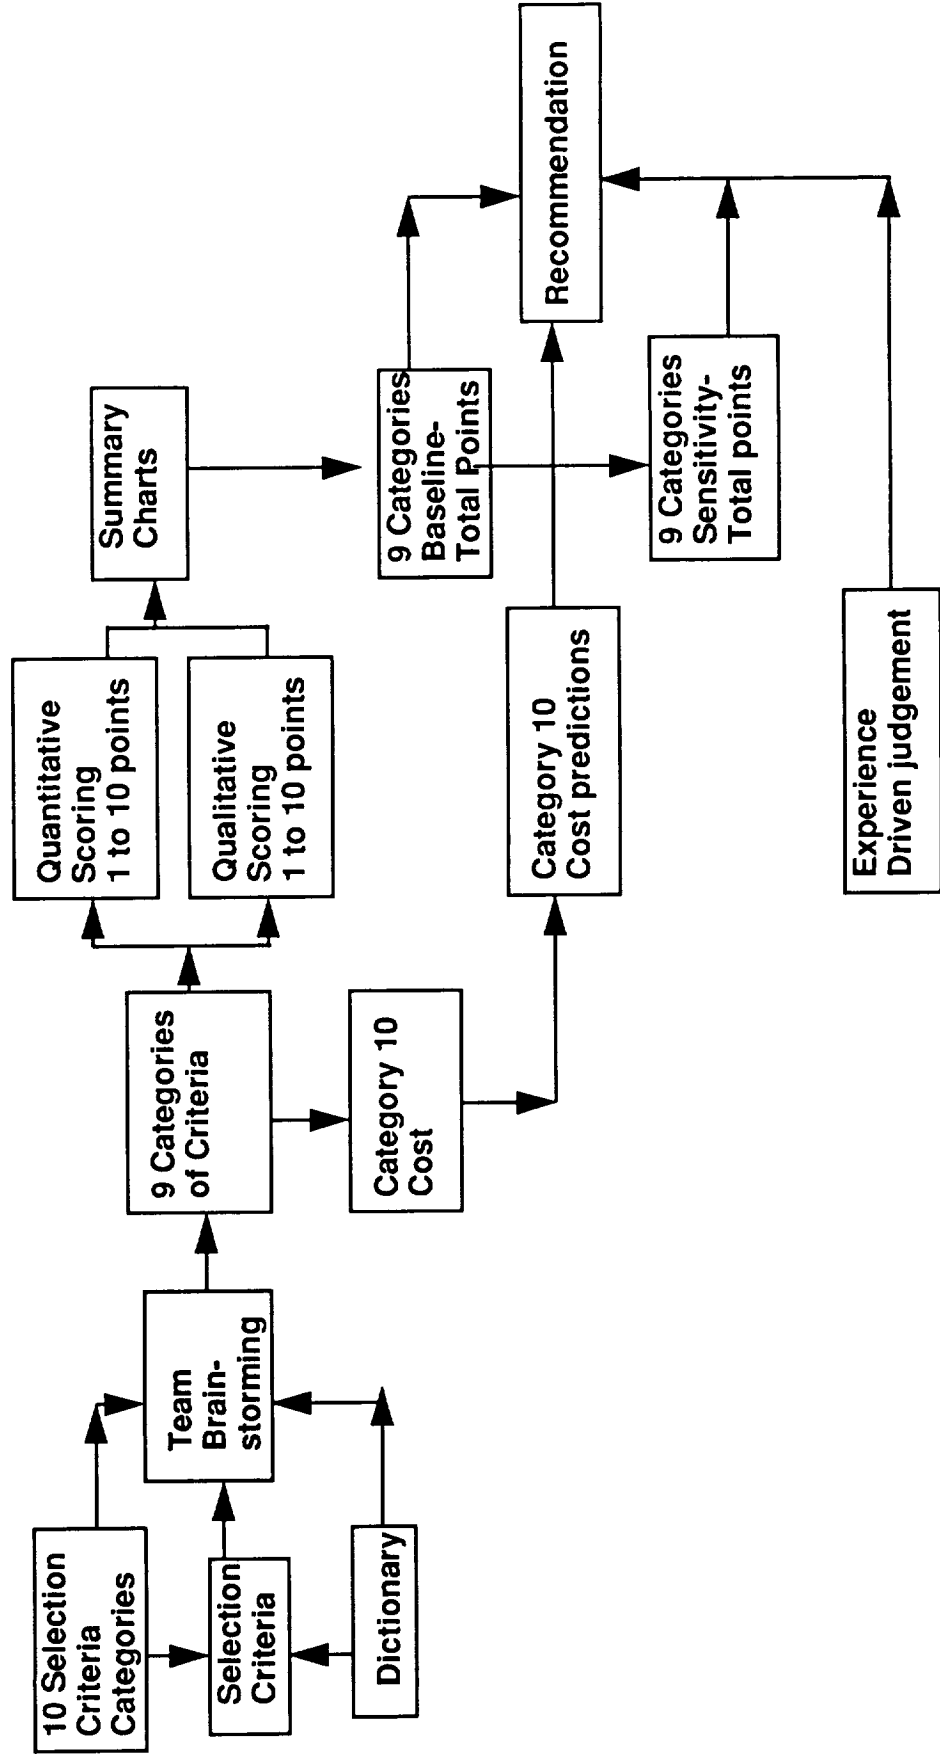 10 Selection
Criteria
Categories
Selection
Criteria
Dictionary
Team
Brain-
storming
9 Categories
of Criteria
Category 10
Cost
Quantitative
Scoring
1 to 10 points
Qualitative
Scoring
1 to 10 points
Summary
Charts
Category 10
Cost predictions
9 Categories
Baseline-
Total Points
9 Categories
Sensitivity-
Total points
Experience
Driven judgement
Recommendation